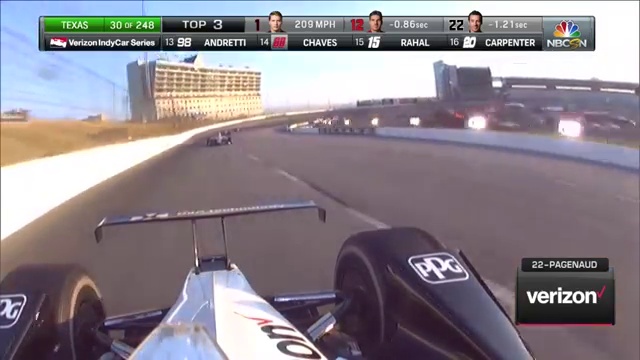 TEXAS 30 OF 248 TOP 3 1 209 MPH 12 -0.86sec 22 -1.21sec
Verizon IndyCar Series 13 98 ANDRETTI 14 CHAVES 15 15 RAHAL 16 20 CARPENTER NBCSN
PPG
PPG
22-PAGENAUD
verizon